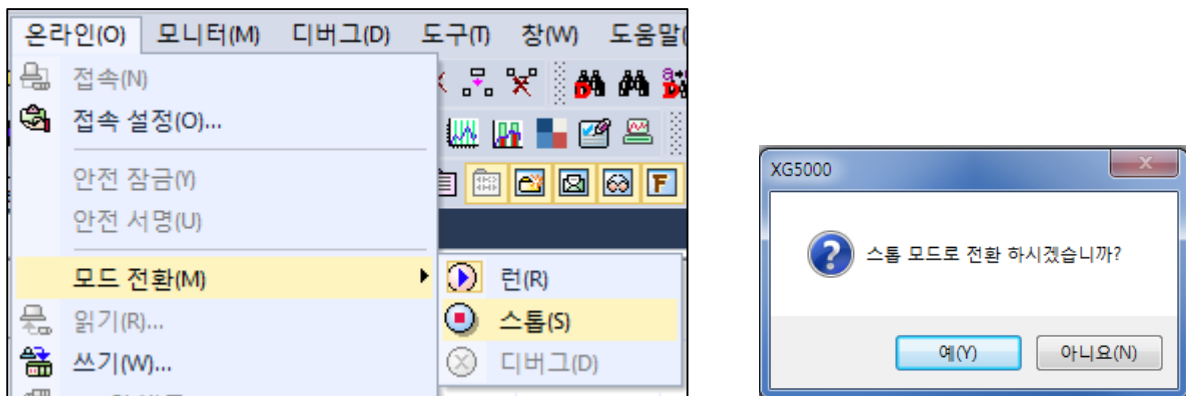 온라인(O) 모니터(M) 디버그(D) 도구(T) 창(W) 도움말(
접속(N)
접속 설정(O)...
안전 잠금(Y)
안전 서명(U)
모드 전환(M)
런(R)
읽기(R)...
스톱(S)
쓰기(W)...
디버그(D)
XG5000
스톱 모드로 전환 하시겠습니까?
예(Y) 아니요(N)